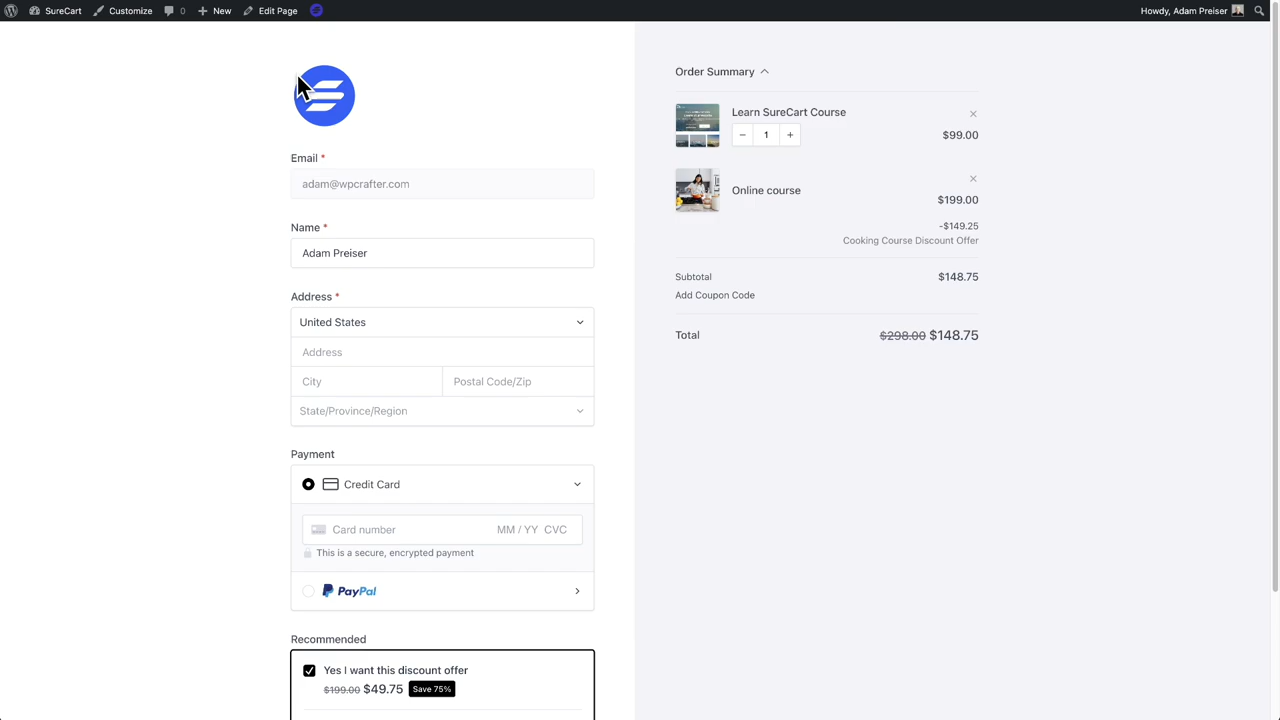 SureCart
Customize
0
New
Edit Page
Howdy, Adam Preiser
Email *
adam@wpcrafter.com
Name *
Adam Preiser
Address *
United States
Address
City
Postal Code/Zip
State/Province/Region
Payment
Credit Card
Card number
MM / YY CVC
This is a secure, encrypted payment
PayPal
Recommended
Yes I want this discount offer
$199.00 $49.75 Save 75%
Order Summary
Learn SureCart Course
− 1 +
$99.00
Online course
$199.00
-$149.25
Cooking Course Discount Offer
Subtotal $148.75
Add Coupon Code
Total $298.00 $148.75